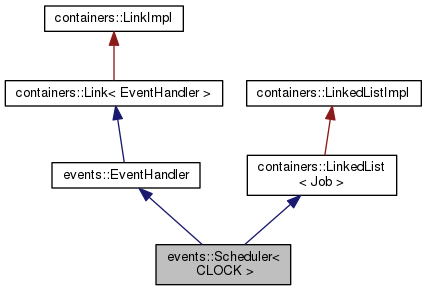 containers::LinkImpl
containers::Link< EventHandler >
containers::LinkedListImpl
events::EventHandler
containers::LinkedList
< Job >
events::Scheduler<
CLOCK >